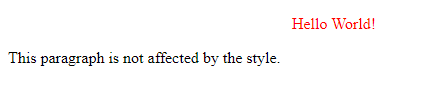 Hello World!
This paragraph is not affected by the style.